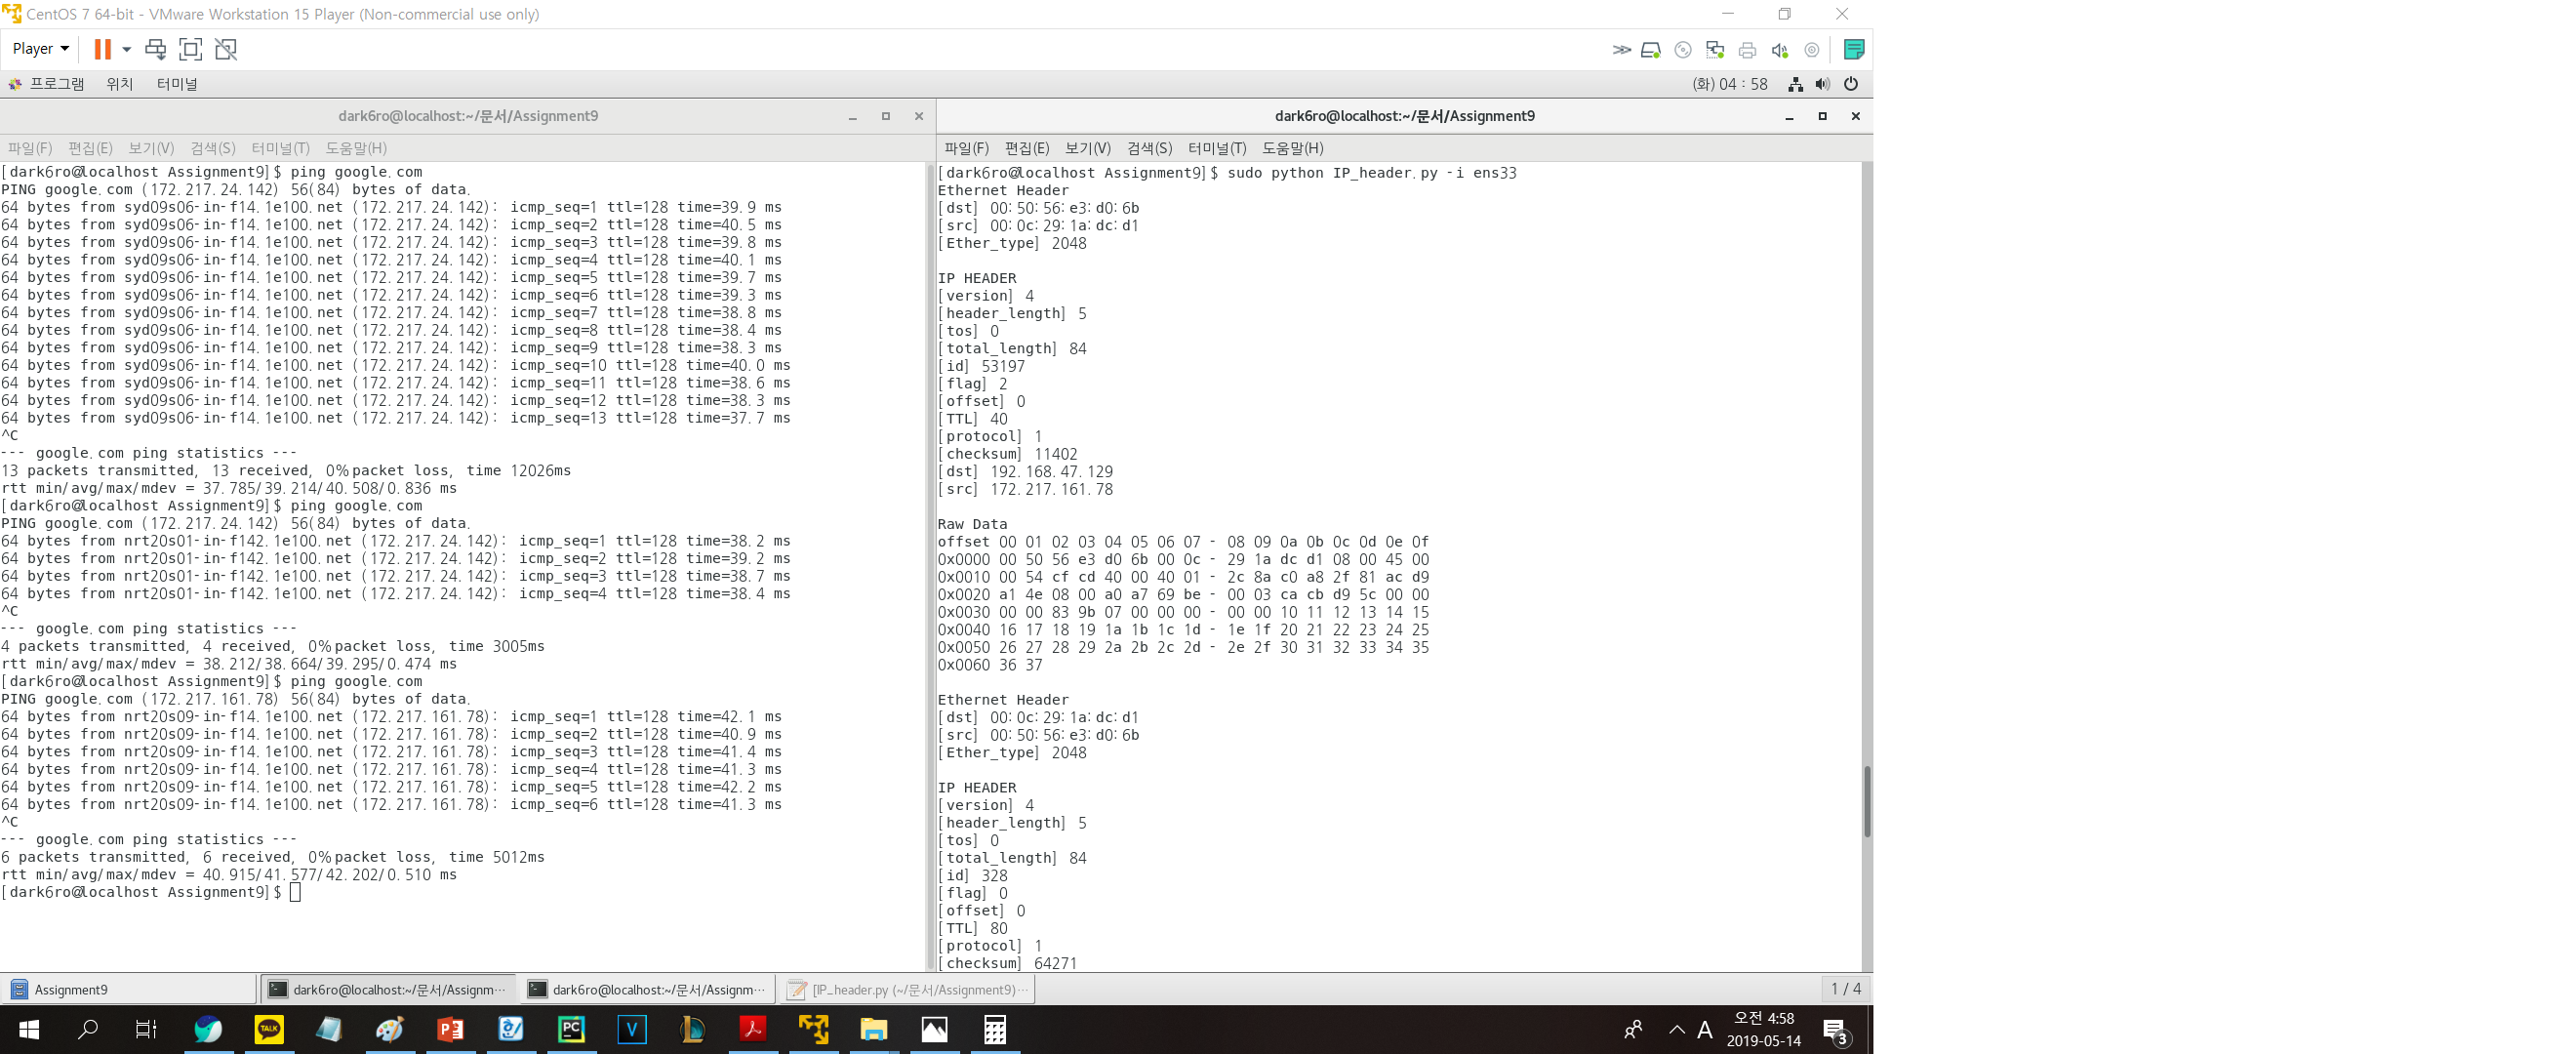 CentOS 7 64-bit - VMware Workstation 15 Player (Non-commercial use only)
Player
프로그램 위치 터미널
(화) 04 : 58
dark6ro@localhost:~/문서/Assignment9
파일(F) 편집(E) 보기(V) 검색(S) 터미널(T) 도움말(H)
[dark6ro@localhost Assignment9]$ ping google.com
PING google.com (172.217.24.142) 56(84) bytes of data.
64 bytes from syd09s06-in-f14.1e100.net (172.217.24.142): icmp_seq=1 ttl=128 time=39.9 ms
64 bytes from syd09s06-in-f14.1e100.net (172.217.24.142): icmp_seq=2 ttl=128 time=40.5 ms
64 bytes from syd09s06-in-f14.1e100.net (172.217.24.142): icmp_seq=3 ttl=128 time=39.8 ms
64 bytes from syd09s06-in-f14.1e100.net (172.217.24.142): icmp_seq=4 ttl=128 time=40.1 ms
64 bytes from syd09s06-in-f14.1e100.net (172.217.24.142): icmp_seq=5 ttl=128 time=39.7 ms
64 bytes from syd09s06-in-f14.1e100.net (172.217.24.142): icmp_seq=6 ttl=128 time=39.3 ms
64 bytes from syd09s06-in-f14.1e100.net (172.217.24.142): icmp_seq=7 ttl=128 time=38.8 ms
64 bytes from syd09s06-in-f14.1e100.net (172.217.24.142): icmp_seq=8 ttl=128 time=38.4 ms
64 bytes from syd09s06-in-f14.1e100.net (172.217.24.142): icmp_seq=9 ttl=128 time=38.3 ms
64 bytes from syd09s06-in-f14.1e100.net (172.217.24.142): icmp_seq=10 ttl=128 time=40.0 ms
64 bytes from syd09s06-in-f14.1e100.net (172.217.24.142): icmp_seq=11 ttl=128 time=38.6 ms
64 bytes from syd09s06-in-f14.1e100.net (172.217.24.142): icmp_seq=12 ttl=128 time=38.3 ms
64 bytes from syd09s06-in-f14.1e100.net (172.217.24.142): icmp_seq=13 ttl=128 time=37.7 ms
^C
--- google.com ping statistics ---
13 packets transmitted, 13 received, 0% packet loss, time 12026ms
rtt min/avg/max/mdev = 37.785/39.214/40.508/0.836 ms
[dark6ro@localhost Assignment9]$ ping google.com
PING google.com (172.217.24.142) 56(84) bytes of data.
64 bytes from nrt20s01-in-f142.1e100.net (172.217.24.142): icmp_seq=1 ttl=128 time=38.2 ms
64 bytes from nrt20s01-in-f142.1e100.net (172.217.24.142): icmp_seq=2 ttl=128 time=39.2 ms
64 bytes from nrt20s01-in-f142.1e100.net (172.217.24.142): icmp_seq=3 ttl=128 time=38.7 ms
64 bytes from nrt20s01-in-f142.1e100.net (172.217.24.142): icmp_seq=4 ttl=128 time=38.4 ms
^C
--- google.com ping statistics ---
4 packets transmitted, 4 received, 0% packet loss, time 3005ms
rtt min/avg/max/mdev = 38.212/38.664/39.295/0.474 ms
[dark6ro@localhost Assignment9]$ ping google.com
PING google.com (172.217.161.78) 56(84) bytes of data.
64 bytes from nrt20s09-in-f14.1e100.net (172.217.161.78): icmp_seq=1 ttl=128 time=42.1 ms
64 bytes from nrt20s09-in-f14.1e100.net (172.217.161.78): icmp_seq=2 ttl=128 time=40.9 ms
64 bytes from nrt20s09-in-f14.1e100.net (172.217.161.78): icmp_seq=3 ttl=128 time=41.4 ms
64 bytes from nrt20s09-in-f14.1e100.net (172.217.161.78): icmp_seq=4 ttl=128 time=41.3 ms
64 bytes from nrt20s09-in-f14.1e100.net (172.217.161.78): icmp_seq=5 ttl=128 time=42.2 ms
64 bytes from nrt20s09-in-f14.1e100.net (172.217.161.78): icmp_seq=6 ttl=128 time=41.3 ms
^C
--- google.com ping statistics ---
6 packets transmitted, 6 received, 0% packet loss, time 5012ms
rtt min/avg/max/mdev = 40.915/41.577/42.202/0.510 ms
[dark6ro@localhost Assignment9]$
dark6ro@localhost:~/문서/Assignment9
파일(F) 편집(E) 보기(V) 검색(S) 터미널(T) 도움말(H)
[dark6ro@localhost Assignment9]$ sudo python IP_header.py -i ens33
Ethernet Header
[dst] 00:50:56:e3:d0:6b
[src] 00:0c:29:1a:dc:d1
[Ether_type] 2048
IP HEADER
[version] 4
[header_length] 5
[tos] 0
[total_length] 84
[id] 53197
[flag] 2
[offset] 0
[TTL] 40
[protocol] 1
[checksum] 11402
[dst] 192.168.47.129
[src] 172.217.161.78
Raw Data
offset 00 01 02 03 04 05 06 07 - 08 09 0a 0b 0c 0d 0e 0f
0x0000 00 50 56 e3 d0 6b 00 0c - 29 1a dc d1 08 00 45 00
0x0010 00 54 cf cd 40 00 40 01 - 2c 8a c0 a8 2f 81 ac d9
0x0020 a1 4e 08 00 a0 a7 69 be - 00 03 ca cb d9 5c 00 00
0x0030 00 00 83 9b 07 00 00 00 - 00 00 10 11 12 13 14 15
0x0040 16 17 18 19 1a 1b 1c 1d - 1e 1f 20 21 22 23 24 25
0x0050 26 27 28 29 2a 2b 2c 2d - 2e 2f 30 31 32 33 34 35
0x0060 36 37
Ethernet Header
[dst] 00:0c:29:1a:dc:d1
[src] 00:50:56:e3:d0:6b
[Ether_type] 2048
IP HEADER
[version] 4
[header_length] 5
[tos] 0
[total_length] 84
[id] 328
[flag] 0
[offset] 0
[TTL] 80
[protocol] 1
[checksum] 64271
Assignment9
dark6ro@localhost:~/문서/Assignm…
dark6ro@localhost:~/문서/Assignm…
[IP_header.py (~/문서/Assignment9) …
1 / 4
TALK
PC
V
A
오전 4:58
2019-05-14
3